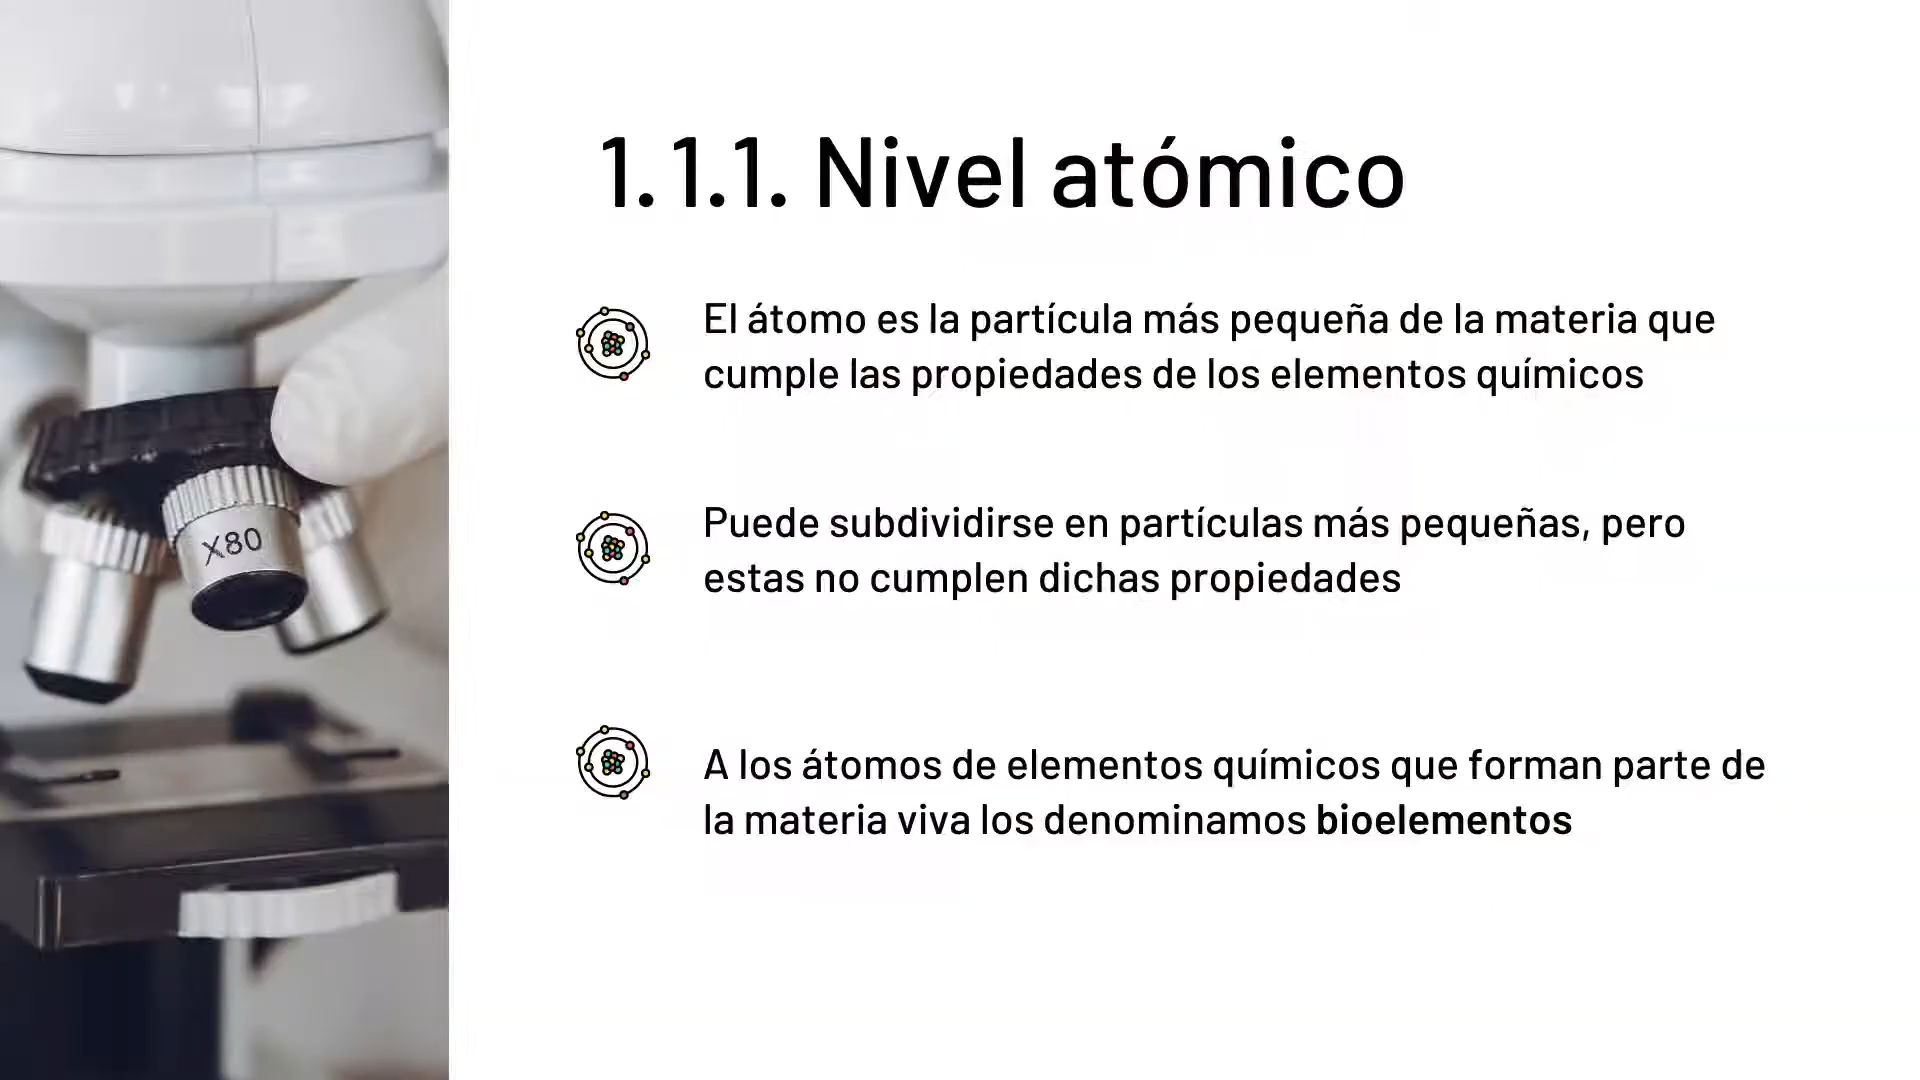 1.1.1. Nivel atómico
El átomo es la partícula más pequeña de la materia que
cumple las propiedades de los elementos químicos
Puede subdividirse en partículas más pequeñas, pero
estas no cumplen dichas propiedades
A los átomos de elementos químicos que forman parte de
la materia viva los denominamos bioelementos
X80